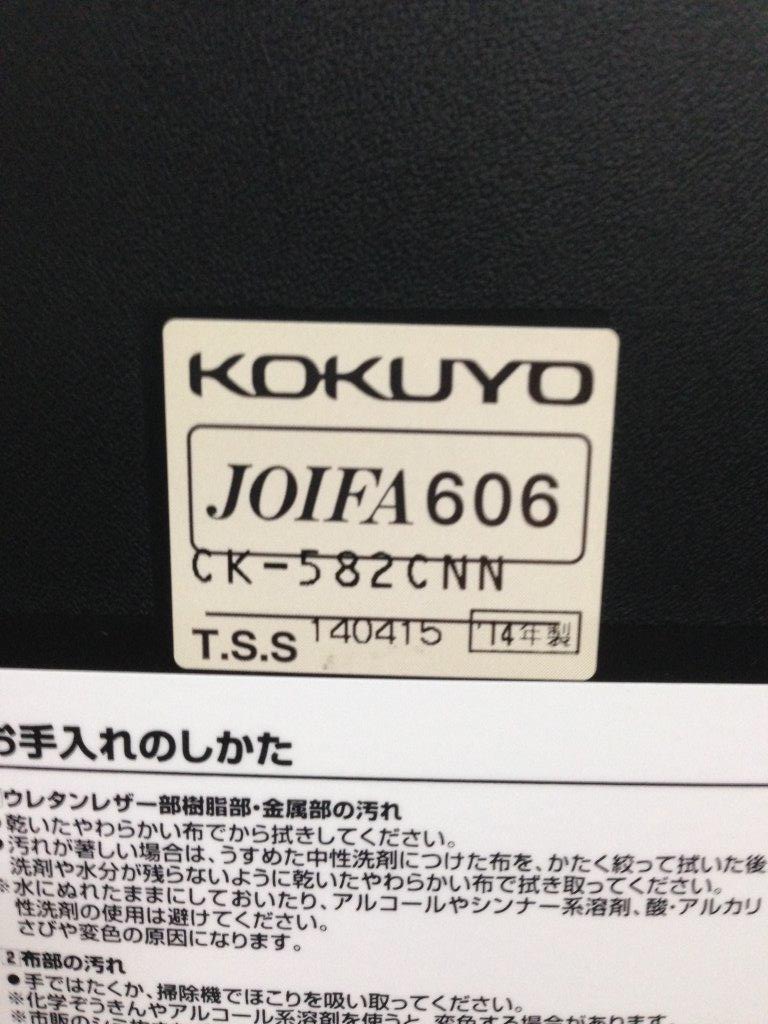 KOKUYO
JOIFA 606
CK-582CNN
T.S.S 140415 '14年製
お手入れのしかた
1 ウレタンレザー部樹脂部・金属部の汚れ
●乾いたやわらかい布でから拭きしてください。
●汚れが著しい場合は、うすめた中性洗剤につけた布を、かたく絞って拭いた後
洗剤や水分が残らないように乾いたやわらかい布で拭き取ってください。
※水にぬれたままにしておいたり、アルコールやシンナー系溶剤、酸・アルカリ
性洗剤の使用は避けてください。
さびや変色の原因になります。
2 布部の汚れ
●手ではたくか、掃除機でほこりを吸い取ってください。
※化学ぞうきんやアルコール系溶剤を使うと、変色する場合があります。
※市販の